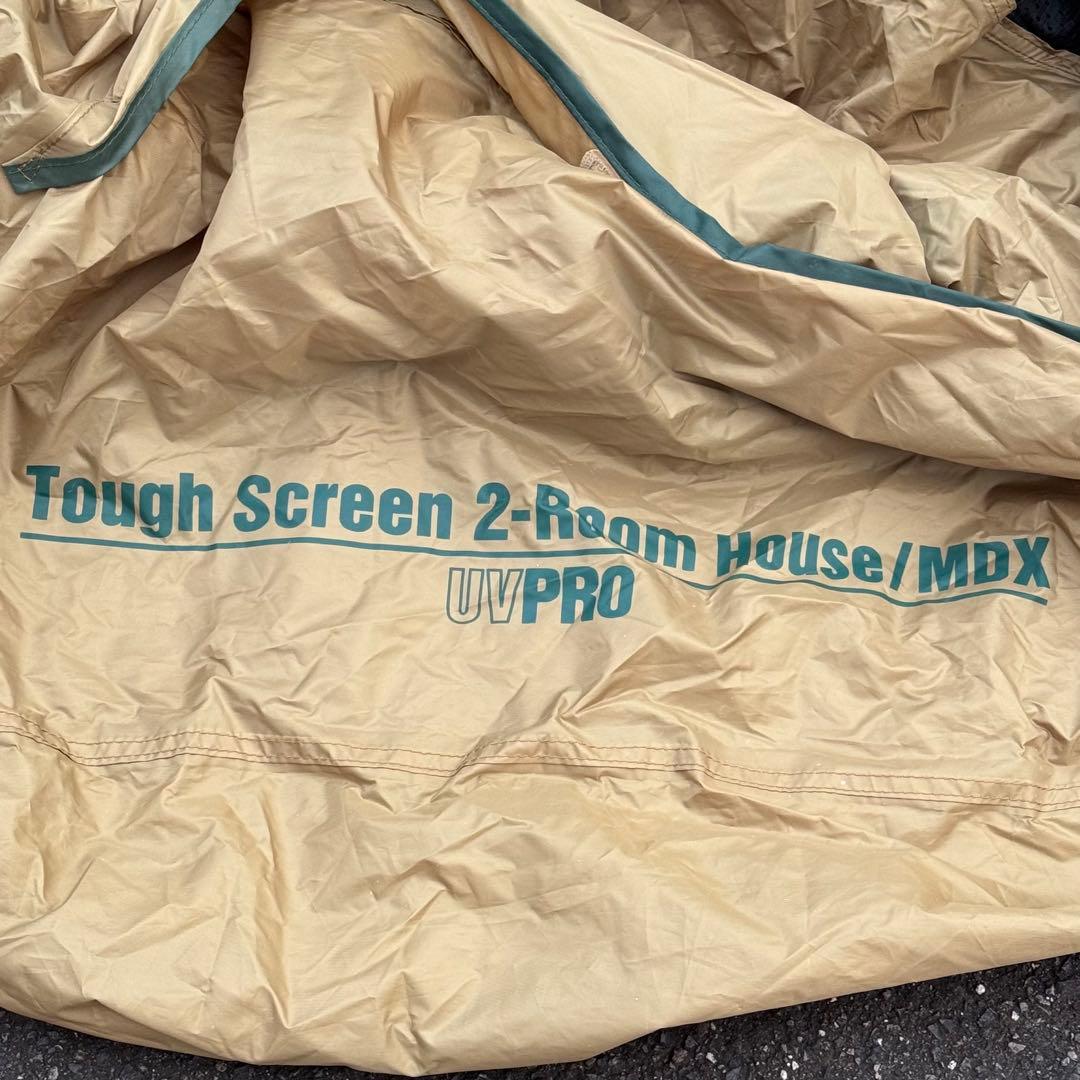 Tough Screen 2-Room House/MDX
UVPRO